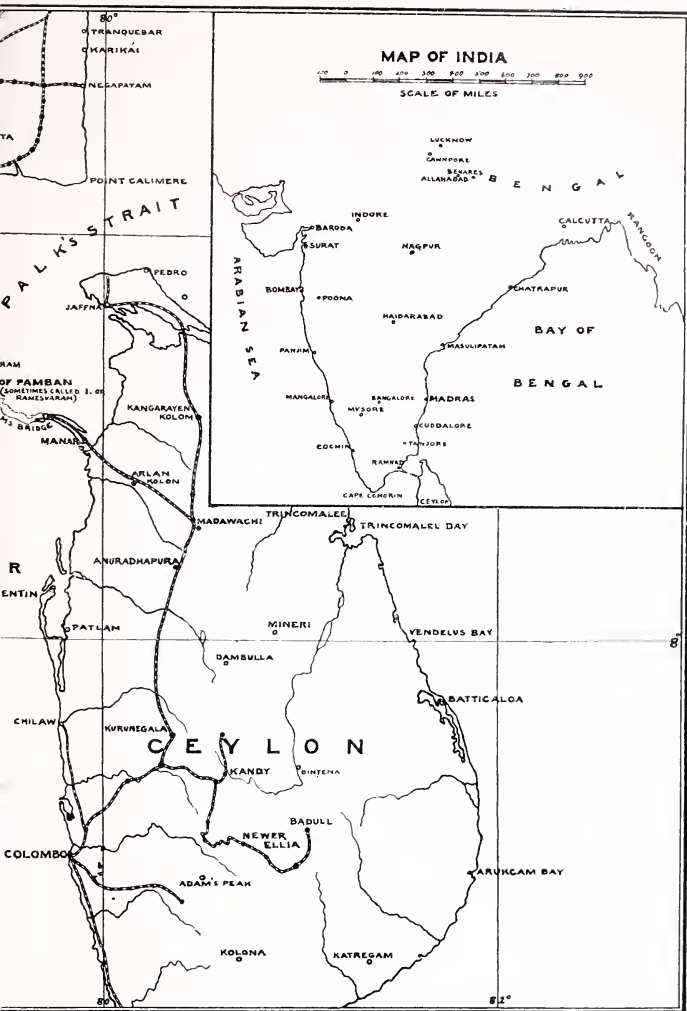 80°
TRANQUEBAR
KARIKÁL
NEGAPATAM
TA
POINT CALIMERE
PALK'S STRAIT
MAP OF INDIA
100 0 100 200 300 400 500 600 700 800 900
SCALE OF MILES
LUCKNOW
CAWNPORE
BENARES
ALLAHABAD
BENGAL
INDORE
BARODA
SURAT
NAGPUR
CALCUTTA
RANGOON
ARABIAN SEA
BOMBAY
POONA
CHATRAPUR
HAIDARABAD
BAY OF
BENGAL
PANJIM
MASULIPATAM
MANGALORE
BANGALORE
MADRAS
MYSORE
CUDDALORE
COCHIN
TANJORE
RAMNAD
CAPE COMORIN
CEYLON
PEDRO
JAFFNA
RAM
OF PAMBAN
(SOMETIMES CALLED I. OF
RAMESVARAM)
MS BRIDGE
MANAR
KANGARAYEN
KOLOM
ARLAN
KOLON
MADAWACHI
TRINCOMALEE
TRINCOMALEL BAY
ANURADHAPURA
R
ENTIN
PATLAM
MINERI
VENDELUS BAY
8°
DAMBULLA
BATTICALOA
CHILAW
KURUNEGALA
CEYLON
KANDY
BINTENA
BADULL
NEWER
ELLIA
COLOMBO
ADAM'S PEAK
ARUKGAM BAY
KOLONA
KATREGAM
80°
81°